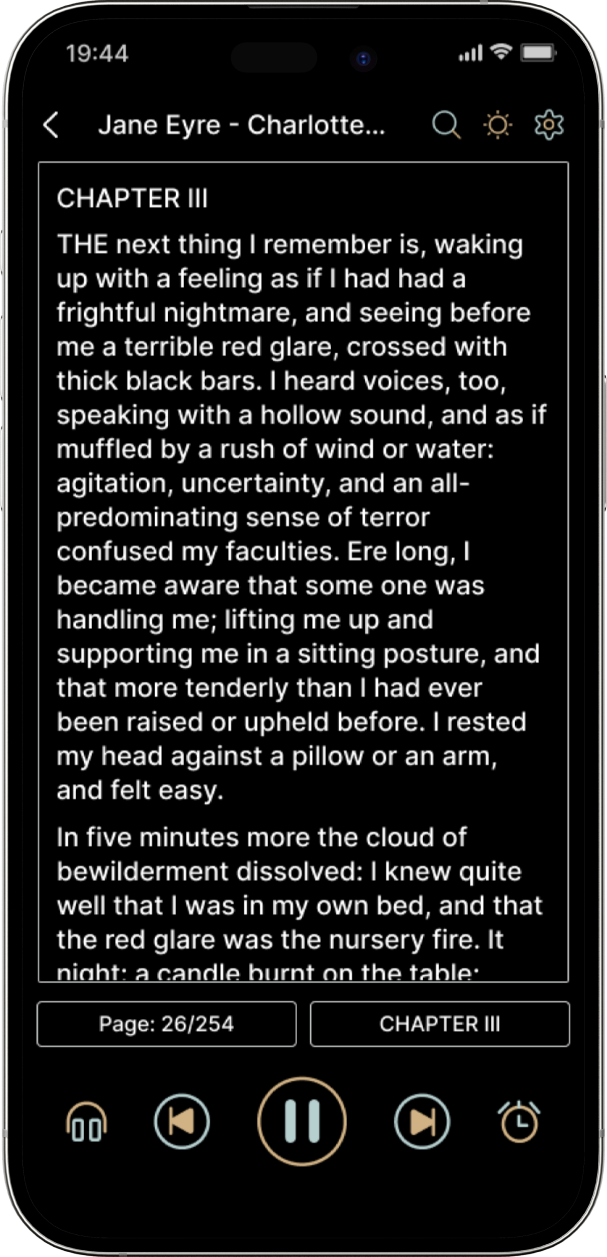 19:44
Jane Eyre - Charlotte...
CHAPTER III
THE next thing I remember is, waking
up with a feeling as if I had had a
frightful nightmare, and seeing before
me a terrible red glare, crossed with
thick black bars. I heard voices, too,
speaking with a hollow sound, and as if
muffled by a rush of wind or water:
agitation, uncertainty, and an all-
predominating sense of terror
confused my faculties. Ere long, I
became aware that some one was
handling me; lifting me up and
supporting me in a sitting posture, and
that more tenderly than I had ever
been raised or upheld before. I rested
my head against a pillow or an arm,
and felt easy.
In five minutes more the cloud of
bewilderment dissolved: I knew quite
well that I was in my own bed, and that
the red glare was the nursery fire. It
night: a candle burnt on the table;
Page: 26/254
CHAPTER III